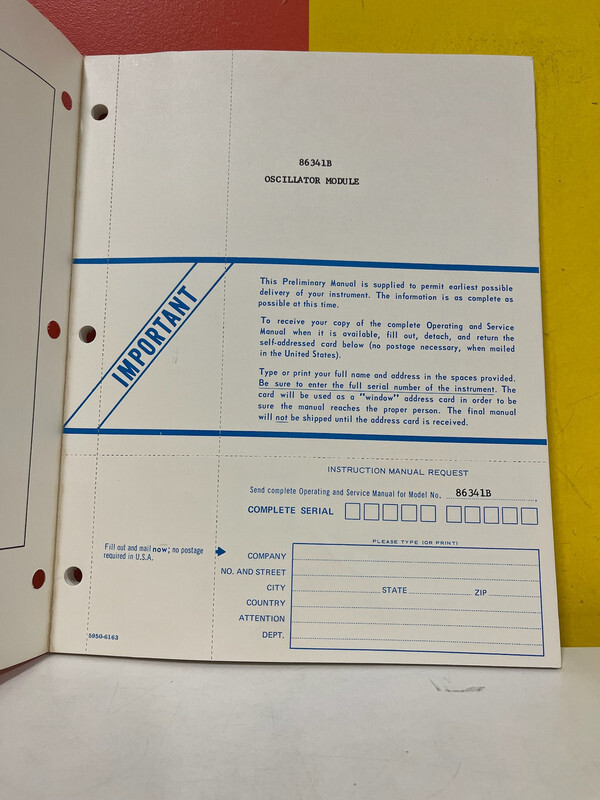 86341B
OSCILLATOR MODULE
IMPORTANT
This Preliminary Manual is supplied to permit earliest possible
delivery of your instrument. The information is as complete as
possible at this time.
To receive your copy of the complete Operating and Service
Manual when it is available, fill out, detach, and return the
self-addressed card below (no postage necessary, when mailed
in the United States).
Type or print your full name and address in the spaces provided.
Be sure to enter the full serial number of the instrument. The
card will be used as a "window" address card in order to be
sure the manual reaches the proper person. The final manual
will not be shipped until the address card is received.
INSTRUCTION MANUAL REQUEST
Send complete Operating and Service Manual for Model No. 86341B
COMPLETE SERIAL
PLEASE TYPE (OR PRINT)
Fill out and mail now; no postage
required in U.S.A.
COMPANY
NO. AND STREET
CITY STATE ZIP
COUNTRY
ATTENTION
DEPT.
5950-6163